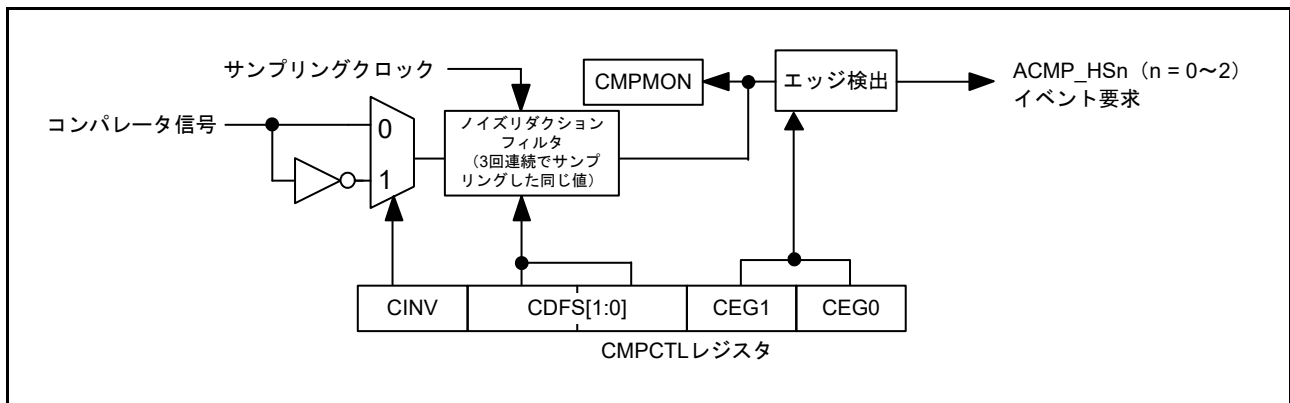 サンプリングクロック
コンパレータ信号
0
1
ノイズリダクション
フィルタ
（3回連続でサンプ
リングした同じ値）
CMPMON
エッジ検出
ACMP_HSn（n = 0～2）
イベント要求
CINV
CDFS[1:0]
CEG1
CEG0
CMPCTLレジスタ